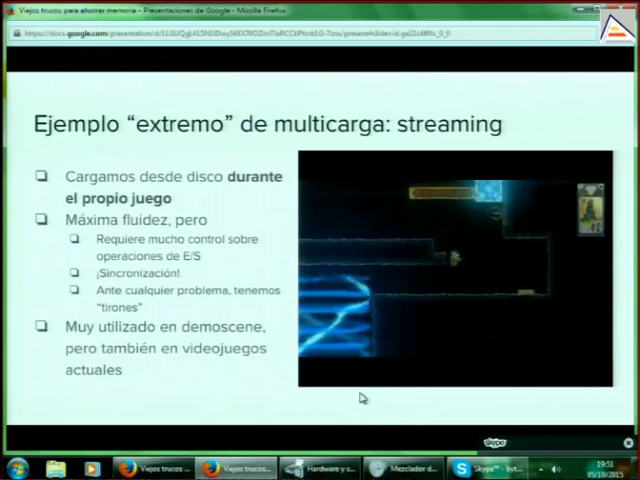 Viejos trucos para ahorrar memoria - Presentaciones de Google - Mozilla Firefox
Ejemplo “extremo” de multicarga: streaming
Cargamos desde disco durante
el propio juego
Máxima fluidez, pero
Requiere mucho control sobre
operaciones de E/S
¡Sincronización!
Ante cualquier problema, tenemos
“tirones”
Muy utilizado en demoscene,
pero también en videojuegos
actuales
skype
Viejos trucos ...
Viejos trucos...
Hardware y s...
Mezclador d...
Skype™ - byt...
19:51
05/10/2015